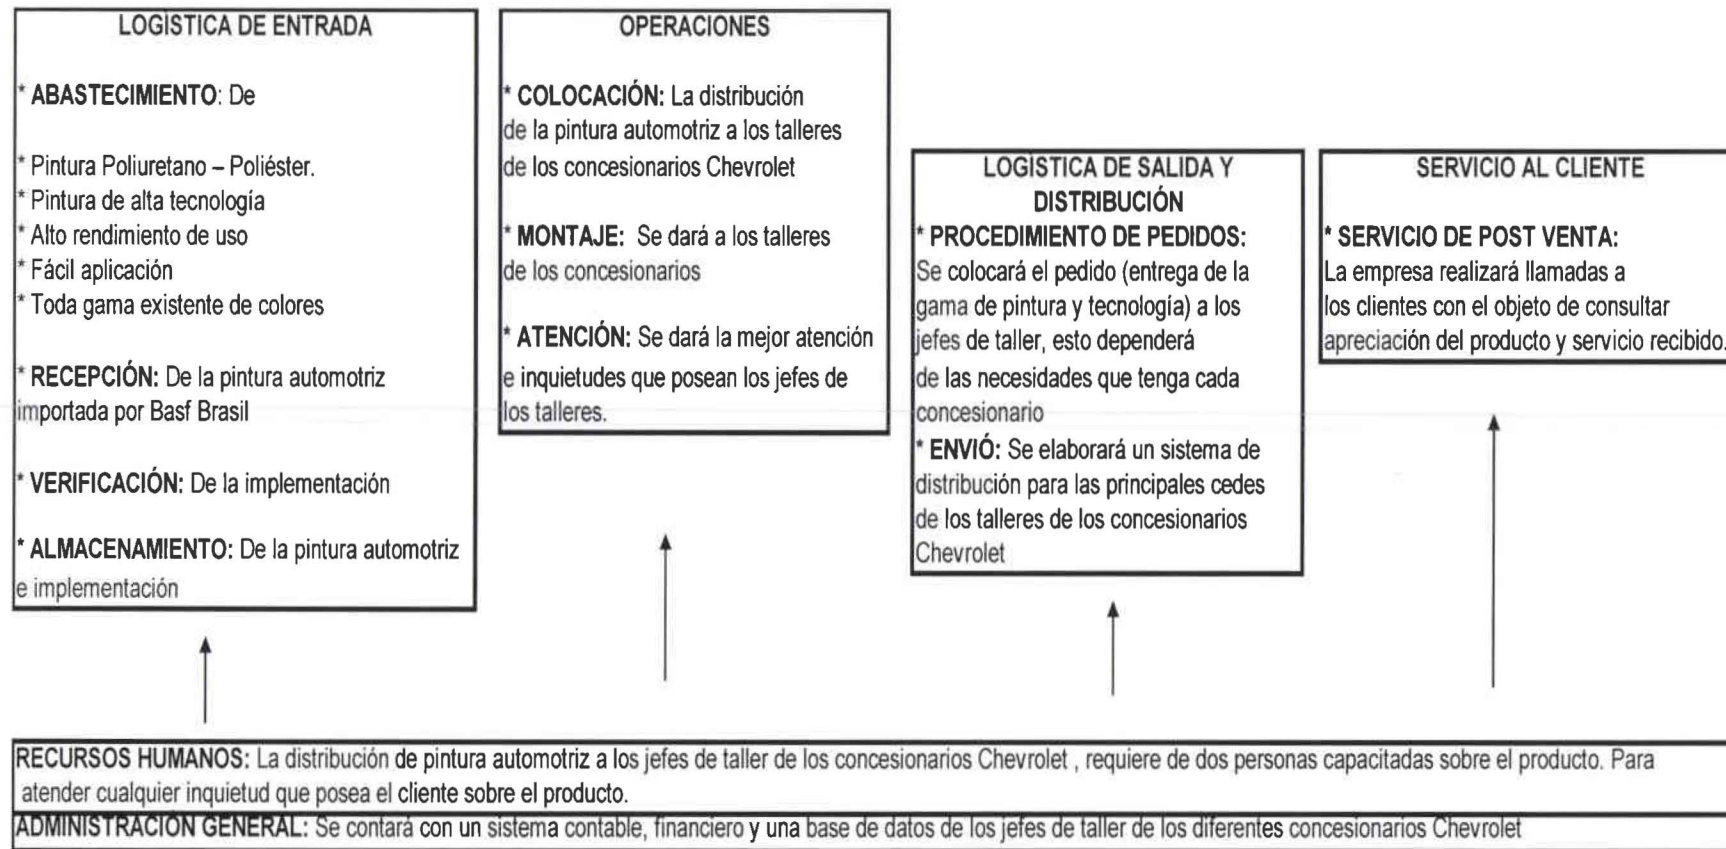 LOGÍSTICA DE ENTRADA
* ABASTECIMIENTO: De
* Pintura Poliuretano – Poliéster.
* Pintura de alta tecnología
* Alto rendimiento de uso
* Fácil aplicación
* Toda gama existente de colores
* RECEPCIÓN: De la pintura automotriz
importada por Basf Brasil
* VERIFICACIÓN: De la implementación
* ALMACENAMIENTO: De la pintura automotriz
e implementación
OPERACIONES
* COLOCACIÓN: La distribución
de la pintura automotriz a los talleres
de los concesionarios Chevrolet
* MONTAJE: Se dará a los talleres
de los concesionarios
* ATENCIÓN: Se dará la mejor atención
e inquietudes que posean los jefes de
los talleres.
LOGÍSTICA DE SALIDA Y
DISTRIBUCIÓN
* PROCEDIMIENTO DE PEDIDOS:
Se colocará el pedido (entrega de la
gama de pintura y tecnología) a los
jefes de taller, esto dependerá
de las necesidades que tenga cada
concesionario
* ENVIÓ: Se elaborará un sistema de
distribución para las principales cedes
de los talleres de los concesionarios
Chevrolet
SERVICIO AL CLIENTE
* SERVICIO DE POST VENTA:
La empresa realizará llamadas a
los clientes con el objeto de consultar
apreciación del producto y servicio recibido.
RECURSOS HUMANOS: La distribución de pintura automotriz a los jefes de taller de los concesionarios Chevrolet , requiere de dos personas capacitadas sobre el producto. Para
atender cualquier inquietud que posea el cliente sobre el producto.
ADMINISTRACIÓN GENERAL: Se contará con un sistema contable, financiero y una base de datos de los jefes de taller de los diferentes concesionarios Chevrolet